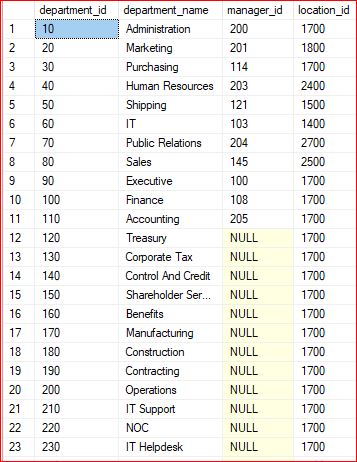 department_id department_name manager_id location_id
1 10 Administration 200 1700
2 20 Marketing 201 1800
3 30 Purchasing 114 1700
4 40 Human Resources 203 2400
5 50 Shipping 121 1500
6 60 IT 103 1400
7 70 Public Relations 204 2700
8 80 Sales 145 2500
9 90 Executive 100 1700
10 100 Finance 108 1700
11 110 Accounting 205 1700
12 120 Treasury NULL 1700
13 130 Corporate Tax NULL 1700
14 140 Control And Credit NULL 1700
15 150 Shareholder Ser... NULL 1700
16 160 Benefits NULL 1700
17 170 Manufacturing NULL 1700
18 180 Construction NULL 1700
19 190 Contracting NULL 1700
20 200 Operations NULL 1700
21 210 IT Support NULL 1700
22 220 NOC NULL 1700
23 230 IT Helpdesk NULL 1700